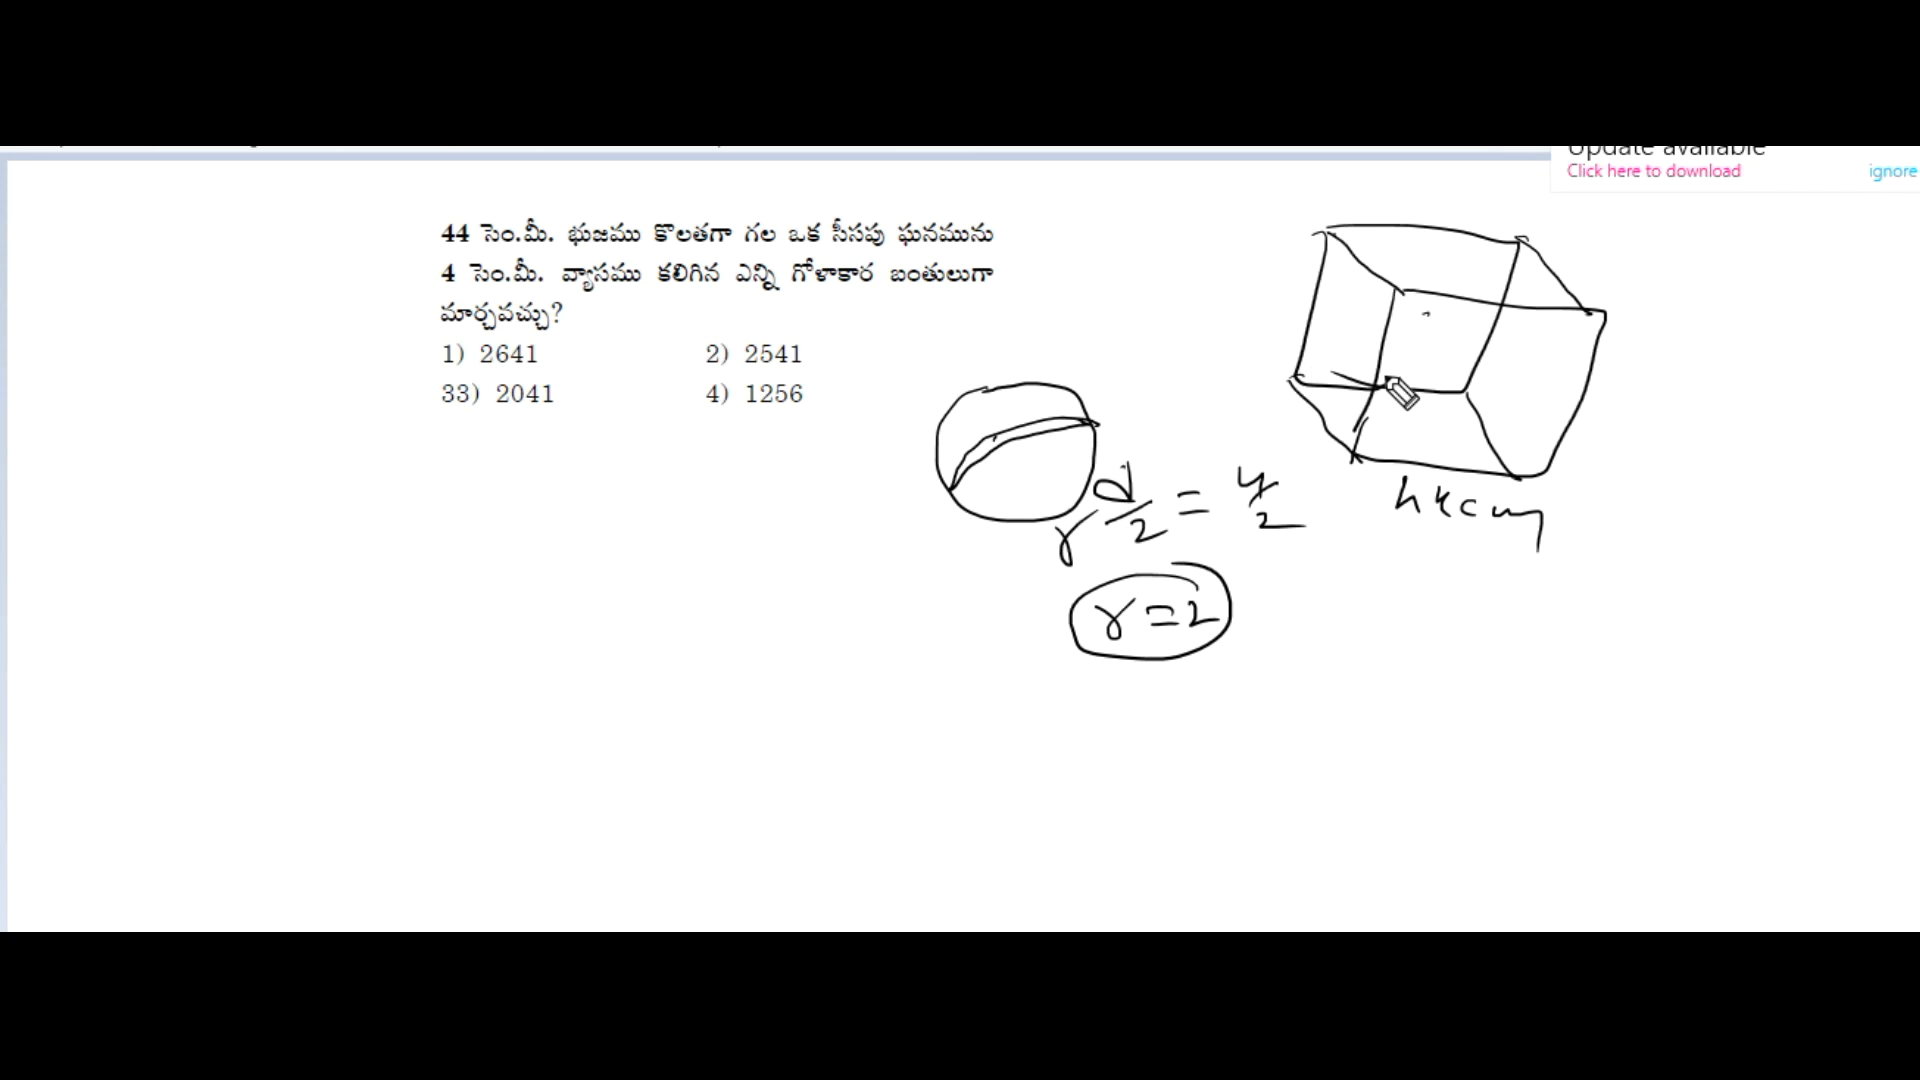 Update available
Click here to download ignore
44 సెం.మీ. భుజము కొలతగా గల ఒక సీసపు ఘనమును
4 సెం.మీ. వ్యాసము కలిగిన ఎన్ని గోళాకార బంతులుగా
మార్చవచ్చు?
1) 2641 2) 2541
33) 2041 4) 1256
r d/2 = 4/2
r = 2